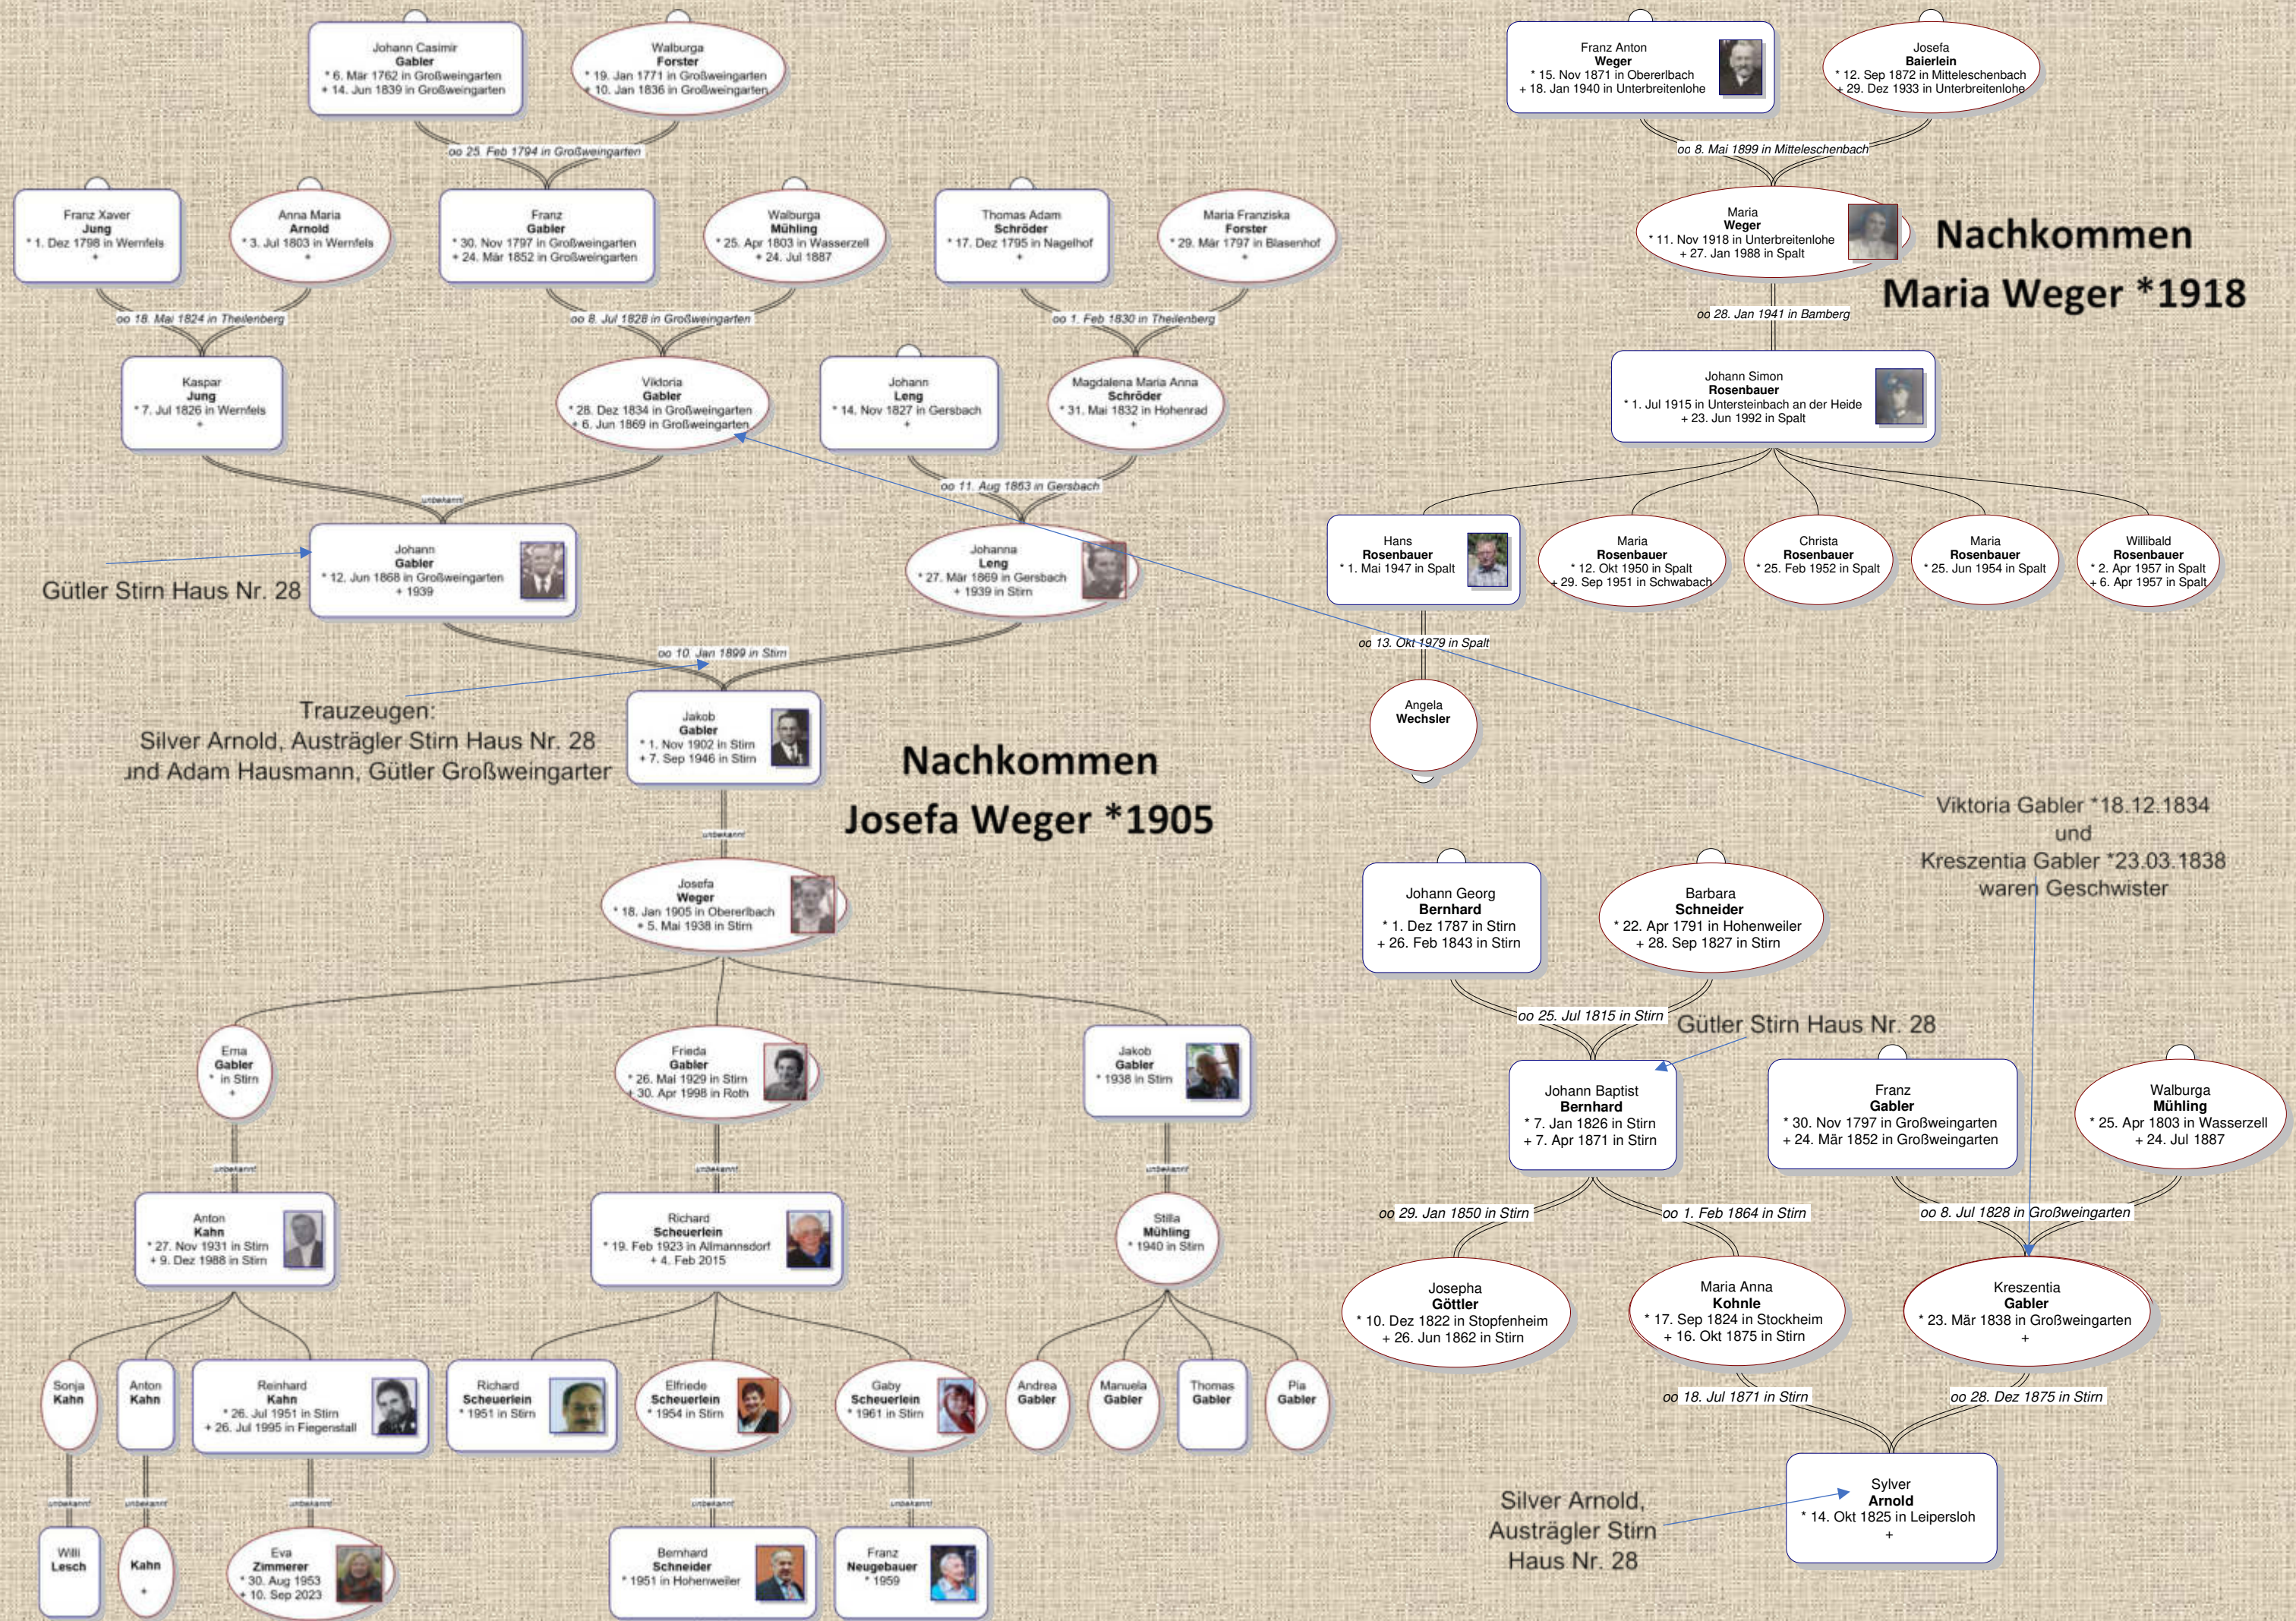 Johann Casimir
Gabler
* 6. Mär 1762 in Großweingarten
+ 14. Jun 1839 in Großweingarten
Walburga
Forster
* 19. Jan 1771 in Großweingarten
+ 10. Jan 1836 in Großweingarten
oo 25. Feb 1794 in Großweingarten
Franz Xaver
Jung
* 1. Dez 1798 in Wernfels
+
Anna Maria
Arnold
* 3. Jul 1803 in Wernfels
+
Franz
Gabler
* 30. Nov 1797 in Großweingarten
+ 24. Mär 1852 in Großweingarten
Walburga
Mühling
* 25. Apr 1803 in Wasserzell
+ 24. Jul 1887
Thomas Adam
Schröder
* 17. Dez 1795 in Nagelhof
+
Maria Franziska
Forster
* 29. Mär 1797 in Blasenhof
+
oo 18. Mai 1824 in Theilenberg
oo 8. Jul 1828 in Großweingarten
oo 1. Feb 1830 in Theilenberg
Kaspar
Jung
* 7. Jul 1826 in Wernfels
+
Viktoria
Gabler
* 28. Dez 1834 in Großweingarten
+ 6. Jun 1869 in Großweingarten
Johann
Leng
* 14. Nov 1827 in Gersbach
+
Magdalena Maria Anna
Schröder
* 31. Mai 1832 in Hohenrad
+
unbekannt
oo 11. Aug 1863 in Gersbach
Gütler Stirn Haus Nr. 28
Johann
Gabler
* 12. Jun 1868 in Großweingarten
+ 1939
Johanna
Leng
* 27. Mär 1869 in Gersbach
+ 1939 in Stirn
oo 10. Jan 1899 in Stirn
Trauzeugen:
Silver Arnold, Austrägler Stirn Haus Nr. 28
und Adam Hausmann, Gütler Großweingarten
Jakob
Gabler
* 1. Nov 1902 in Stirn
+ 7. Sep 1946 in Stirn
Nachkommen
Josefa Weger *1905
unbekannt
Josefa
Weger
* 18. Jan 1905 in Obererlbach
+ 5. Mai 1938 in Stirn
Erna
Gabler
* in Stirn
+
Frieda
Gabler
* 26. Mai 1929 in Stirn
+ 30. Apr 1998 in Roth
Jakob
Gabler
* 1938 in Stirn
unbekannt
unbekannt
unbekannt
Anton
Kahn
* 27. Nov 1931 in Stirn
+ 9. Dez 1988 in Stirn
Richard
Scheuerlein
* 19. Feb 1923 in Allmannsdorf
+ 4. Feb 2015
Stilla
Mühling
* 1940 in Stirn
Sonja
Kahn
Anton
Kahn
Reinhard
Kahn
* 26. Jul 1951 in Stirn
+ 26. Jul 1995 in Fiegenstall
Richard
Scheuerlein
* 1951 in Stirn
Elfriede
Scheuerlein
* 1954 in Stirn
Gaby
Scheuerlein
* 1961 in Stirn
Andrea
Gabler
Manuela
Gabler
Thomas
Gabler
Pia
Gabler
unbekannt
unbekannt
unbekannt
unbekannt
unbekannt
Willi
Lesch
Kahn
+
Eva
Zimmerer
* 30. Aug 1953
+ 10. Sep 2023
Bernhard
Schneider
* 1951 in Hohenweiler
Franz
Neugebauer
* 1959
Franz Anton
Weger
* 15. Nov 1871 in Obererlbach
+ 18. Jan 1940 in Unterbreitenlohe
Josefa
Baierlein
* 12. Sep 1872 in Mitteleschenbach
+ 29. Dez 1933 in Unterbreitenlohe
oo 8. Mai 1899 in Mitteleschenbach
Maria
Weger
* 11. Nov 1918 in Unterbreitenlohe
+ 27. Jan 1988 in Spalt
Nachkommen
Maria Weger *1918
oo 28. Jan 1941 in Bamberg
Johann Simon
Rosenbauer
* 1. Jul 1915 in Untersteinbach an der Heide
+ 23. Jun 1992 in Spalt
Hans
Rosenbauer
* 1. Mai 1947 in Spalt
Maria
Rosenbauer
* 12. Okt 1950 in Spalt
+ 29. Sep 1951 in Schwabach
Christa
Rosenbauer
* 25. Feb 1952 in Spalt
Maria
Rosenbauer
* 25. Jun 1954 in Spalt
Willibald
Rosenbauer
* 2. Apr 1957 in Spalt
+ 6. Apr 1957 in Spalt
oo 13. Okt 1979 in Spalt
Angela
Wechsler
Viktoria Gabler *18.12.1834
und
Kreszentia Gabler *23.03.1838
waren Geschwister
Johann Georg
Bernhard
* 1. Dez 1787 in Stirn
+ 26. Feb 1843 in Stirn
Barbara
Schneider
* 22. Apr 1791 in Hohenweiler
+ 28. Sep 1827 in Stirn
oo 25. Jul 1815 in Stirn
Gütler Stirn Haus Nr. 28
Johann Baptist
Bernhard
* 7. Jan 1826 in Stirn
+ 7. Apr 1871 in Stirn
Franz
Gabler
* 30. Nov 1797 in Großweingarten
+ 24. Mär 1852 in Großweingarten
Walburga
Mühling
* 25. Apr 1803 in Wasserzell
+ 24. Jul 1887
oo 29. Jan 1850 in Stirn
oo 1. Feb 1864 in Stirn
oo 8. Jul 1828 in Großweingarten
Josepha
Göttler
* 10. Dez 1822 in Stopfenheim
+ 26. Jun 1862 in Stirn
Maria Anna
Kohnle
* 17. Sep 1824 in Stockheim
+ 16. Okt 1875 in Stirn
Kreszentia
Gabler
* 23. Mär 1838 in Großweingarten
+
oo 18. Jul 1871 in Stirn
oo 28. Dez 1875 in Stirn
Silver Arnold,
Austrägler Stirn
Haus Nr. 28
Sylver
Arnold
* 14. Okt 1825 in Leipersloh
+